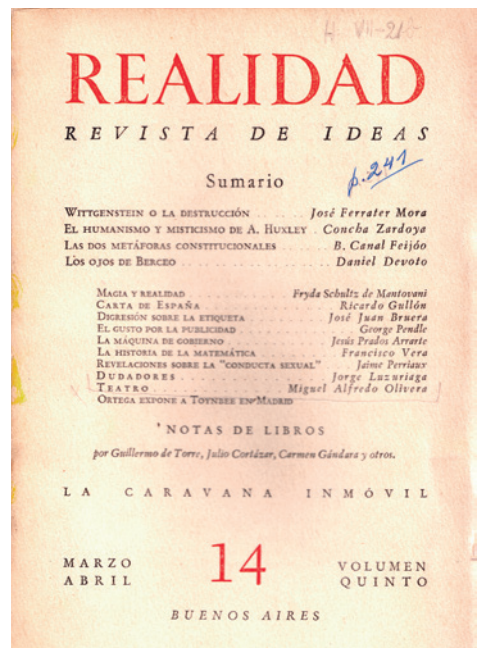 H. VII-218
REALIDAD
REVISTA DE IDEAS
p. 241
Sumario
WITTGENSTEIN O LA DESTRUCCIÓN . . . . . . José Ferrater Mora
EL HUMANISMO Y MISTICISMO DE A. HUXLEY . Concha Zardoya
LAS DOS METÁFORAS CONSTITUCIONALES . . . B. Canal Feijóo
LOS OJOS DE BERCEO . . . . . . . . . . Daniel Devoto
MAGIA Y REALIDAD . . . . . . . Fryda Schultz de Mantovani
CARTA DE ESPAÑA . . . . . . . . . . Ricardo Gullón
DIGRESIÓN SOBRE LA ETIQUETA . . . . . José Juan Bruera
EL GUSTO POR LA PUBLICIDAD . . . . . . George Pendle
LA MÁQUINA DE GOBIERNO . . . . . . Jesús Prados Arrarte
LA HISTORIA DE LA MATEMÁTICA . . . . . Francisco Vera
REVELACIONES SOBRE LA "CONDUCTA SEXUAL" Jaime Perriaux
DUDADORES . . . . . . . . . . . Jorge Luzuriaga
TEATRO . . . . . . . . . . Miguel Alfredo Olivera
ORTEGA EXPONE A TOYNBEE EN MADRID
NOTAS DE LIBROS
por Guillermo de Torre, Julio Cortázar, Carmen Gándara y otros.
LA CARAVANA INMÓVIL
MARZO
ABRIL
14
VOLUMEN
QUINTO
BUENOS AIRES